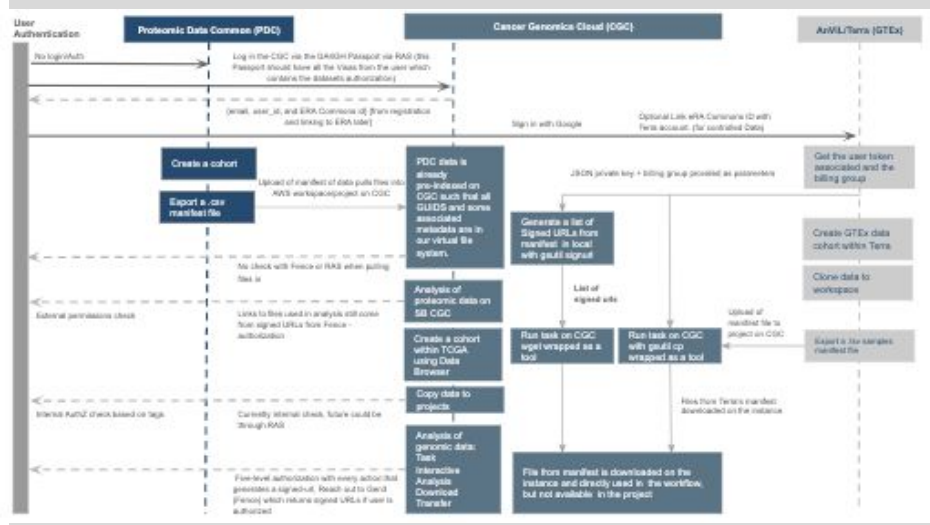 User
Authentication
Proteomic Data Common (PDC)
Cancer Genomics Cloud (CGC)
AnVIL/Terra (GTEx)
No login/Auth
Log in the CGC via the GA4GH Passport via RAS (this
Passport should have all the Visas from the user which
contains the datasets authorization)
(email, user_id, and ERA Commons id) [from registration
and linking to ERA later]
Sign in with Google
Optional Link eRA Commons ID with
Terra account. (for controlled Data)
Create a cohort
Export a .csv
manifest file
Upload of manifest of data pulls files into
AWS workspace/project on CGC
PDC data is
already
pre-indexed on
CGC such that all
GUIDS and some
associated
metadata are in
our virtual file
system.
JSON private key + billing group provided as parameters
Get the user token
associated and the
billing group
Generate a list of
Signed URLs from
manifest in local
with gsutil signurl
Create GTEx data
cohort within Terra
Clone data to
workspace
No check with Fence or RAS when pulling
files in
Analysis of
proteomic data on
SB CGC
List of
signed urls
External permissions check
Links to files used in analysis still come
from signed URLs from Fence -
authorization
Create a cohort
within TCGA
using Data
Browser
Run task on CGC
wget wrapped as a
tool
Run task on CGC
with gsutil cp
wrapped as a tool
Upload of
manifest file to
project on CGC
Export a .tsv samples
manifest file
Copy data to
projects
Internal AuthZ check based on tags
Currently internal check, future could be
through RAS
Files from Terra's manifest
downloaded on the instance
Analysis of
genomic data:
Task
Interactive
Analysis
Download
Transfer
Five-level authorization with every action that
generates a signed-url, Reach out to Gen3
(Fence) which returns signed URLs if user is
authorized
File from manifest is downloaded on the
instance and directly used in the workflow,
but not available in the project